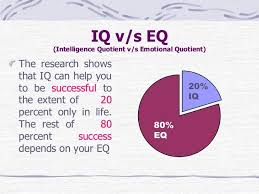 IQ v/s EQ
(Intelligence Quotient v/s Emotional Quotient)
The research shows
that IQ can help you
to be successful to
the extent of 20
percent only in life.
The rest of 80
percent success
depends on your EQ
20%
IQ
80%
EQ